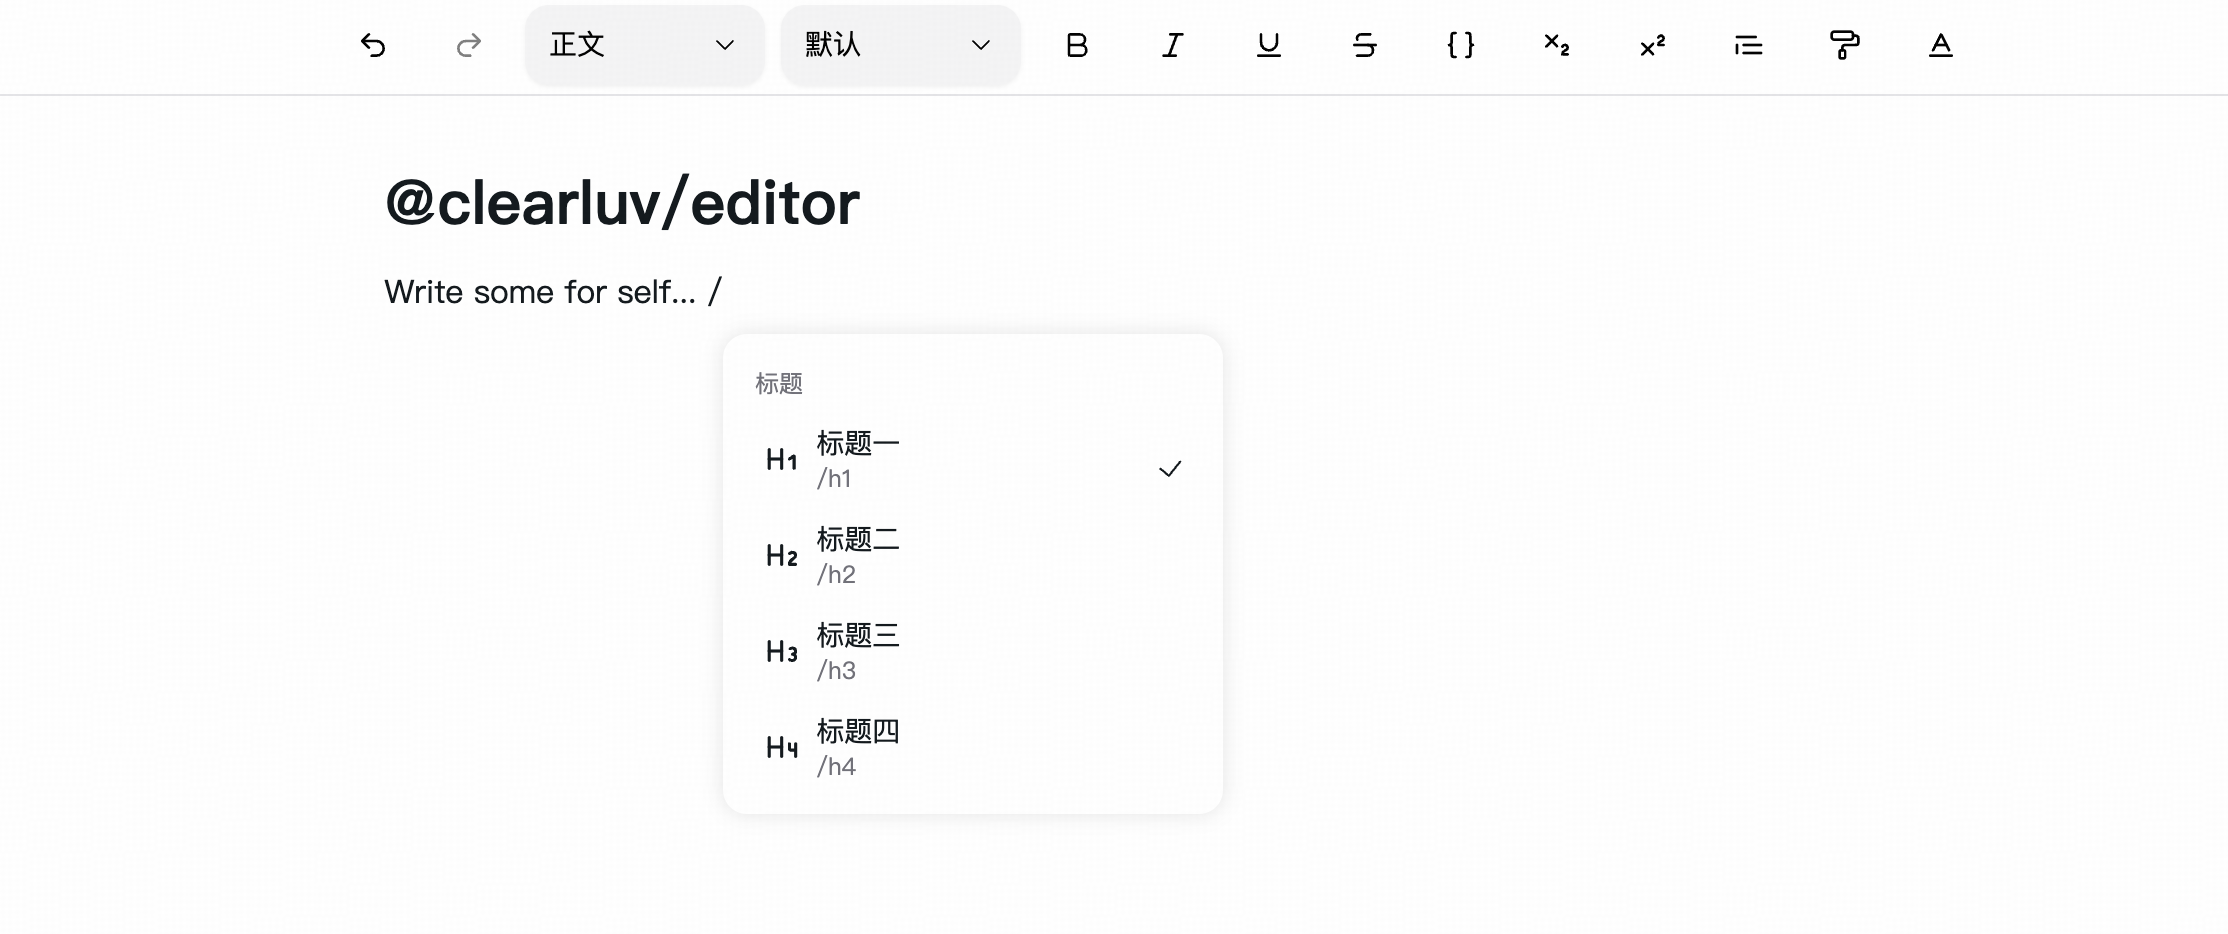 正文 默认 B I U S {} ×₂ ×² A
@clearluv/editor
Write some for self... /
标题
H1 标题一
/h1
H2 标题二
/h2
H3 标题三
/h3
H4 标题四
/h4